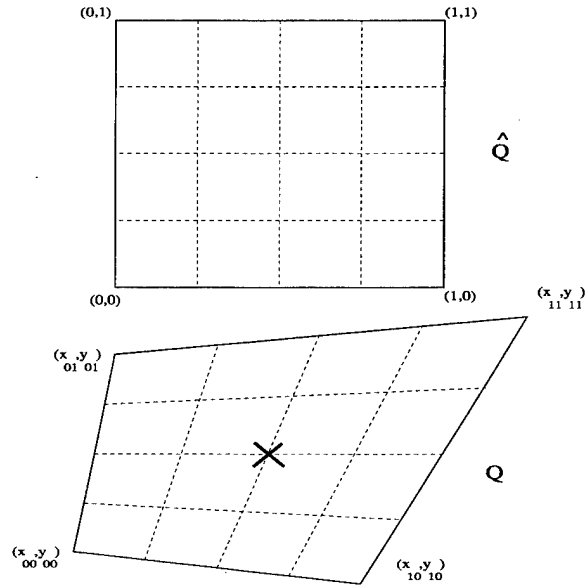 (0,1) (1,1)
Q̂
(0,0) (1,0)
(x ,y )
11 11
(x ,y )
01 01
Q
(x ,y )
00 00
(x ,y )
10 10